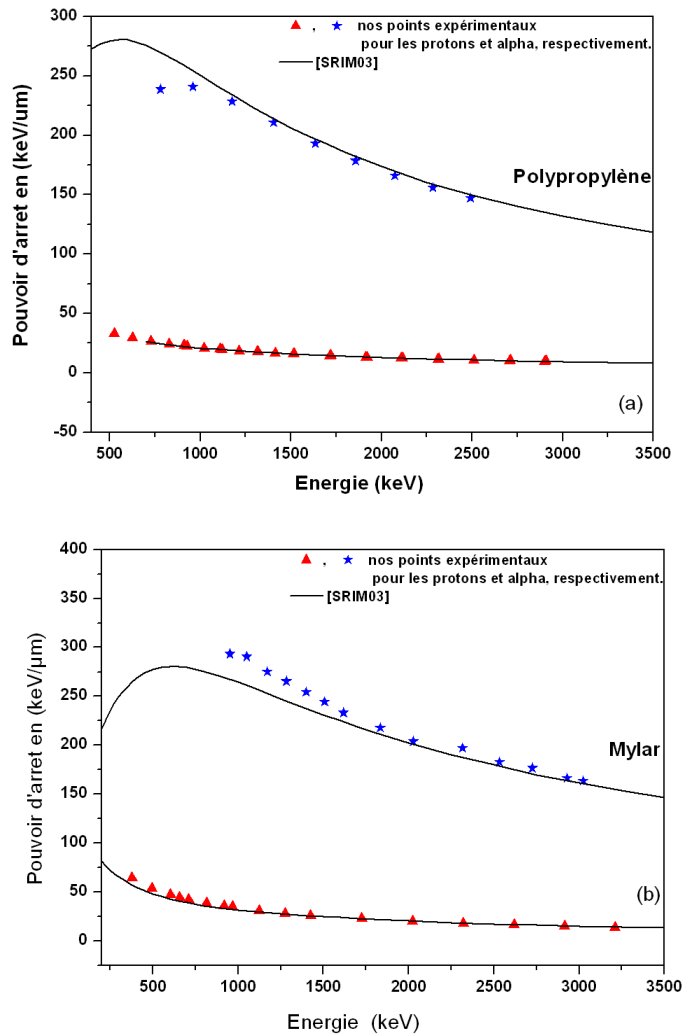 300
250
200
150
100
50
0
-50
Pouvoir d'arret en (keV/um)
, nos points expérimentaux
pour les protons et alpha, respectivement.
[SRIM03]
Polypropylène
(a)
500 1000 1500 2000 2500 3000 3500
Energie (keV)
400
350
300
250
200
150
100
50
0
Pouvoir d'arret en (keV/µm)
, nos points expérimentaux
pour les protons et alpha, respectivement.
[SRIM03]
Mylar
(b)
500 1000 1500 2000 2500 3000 3500
Energie (keV)